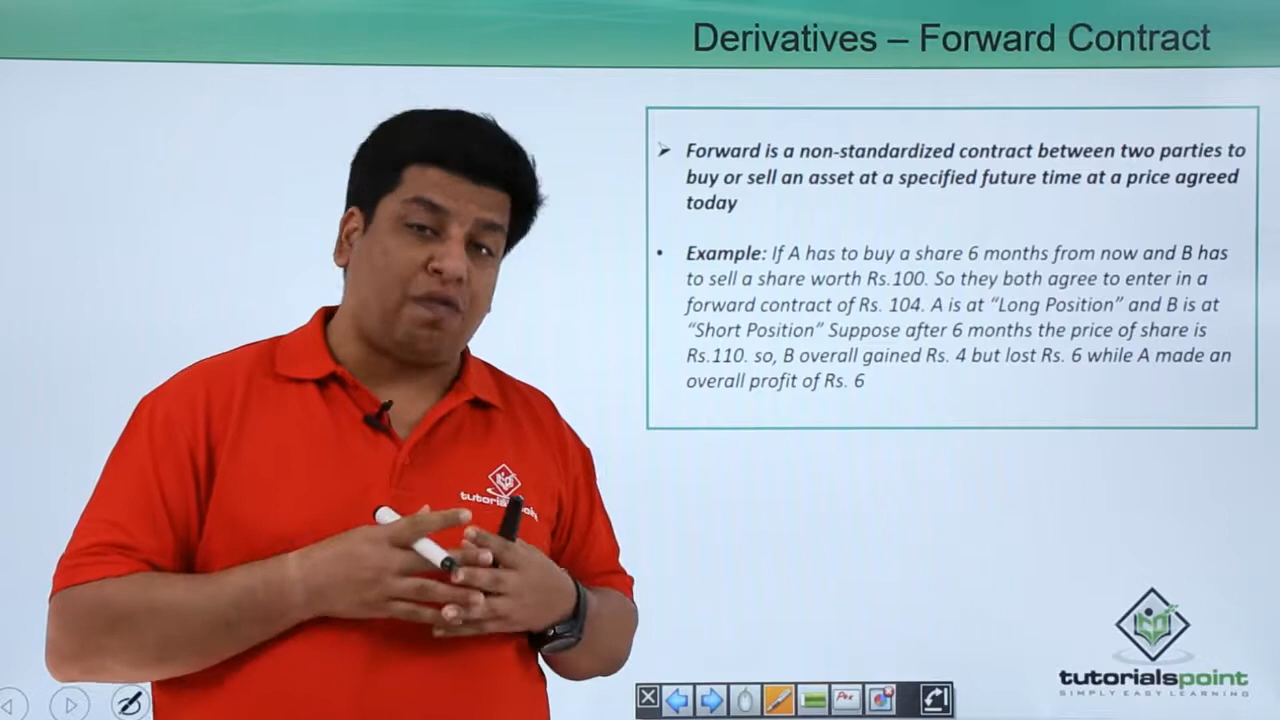 Derivatives – Forward Contract
➢ Forward is a non-standardized contract between two parties to
buy or sell an asset at a specified future time at a price agreed
today
• Example: If A has to buy a share 6 months from now and B has
to sell a share worth Rs.100. So they both agree to enter in a
forward contract of Rs. 104. A is at “Long Position” and B is at
“Short Position” Suppose after 6 months the price of share is
Rs.110. so, B overall gained Rs. 4 but lost Rs. 6 while A made an
overall profit of Rs. 6
tutorialspoint
SIMPLY EASY LEARNING